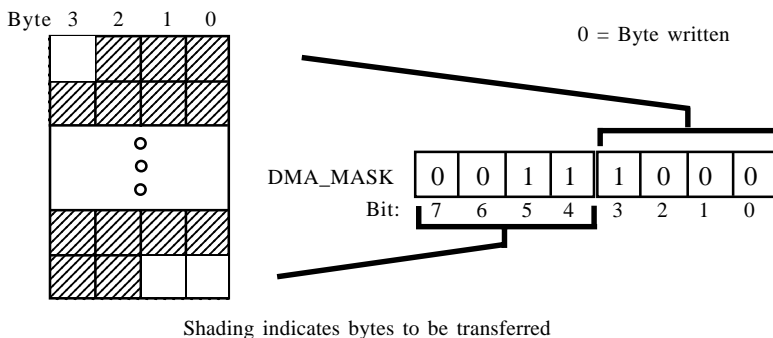 Byte 3 2 1 0
0 = Byte written
DMA_MASK 0 0 1 1 1 0 0 0
Bit: 7 6 5 4 3 2 1 0
Shading indicates bytes to be transferred